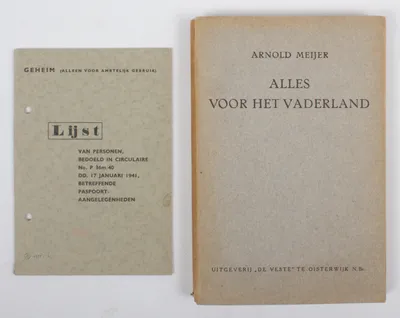 GEHEIM (ALLEEN VOOR AMBTELIJK GEBRUIK)
Lijst
VAN PERSONEN,
BEDOELD IN CIRCULAIRE
No. P 56m-40
DD. 17 JANUARI 1941,
BETREFFENDE
PASPOORT-
AANGELEGENHEDEN
ARNOLD MEIJER
ALLES
VOOR HET VADERLAND
UITGEVERIJ „DE VESTE” TE OISTERWIJK N. Br.